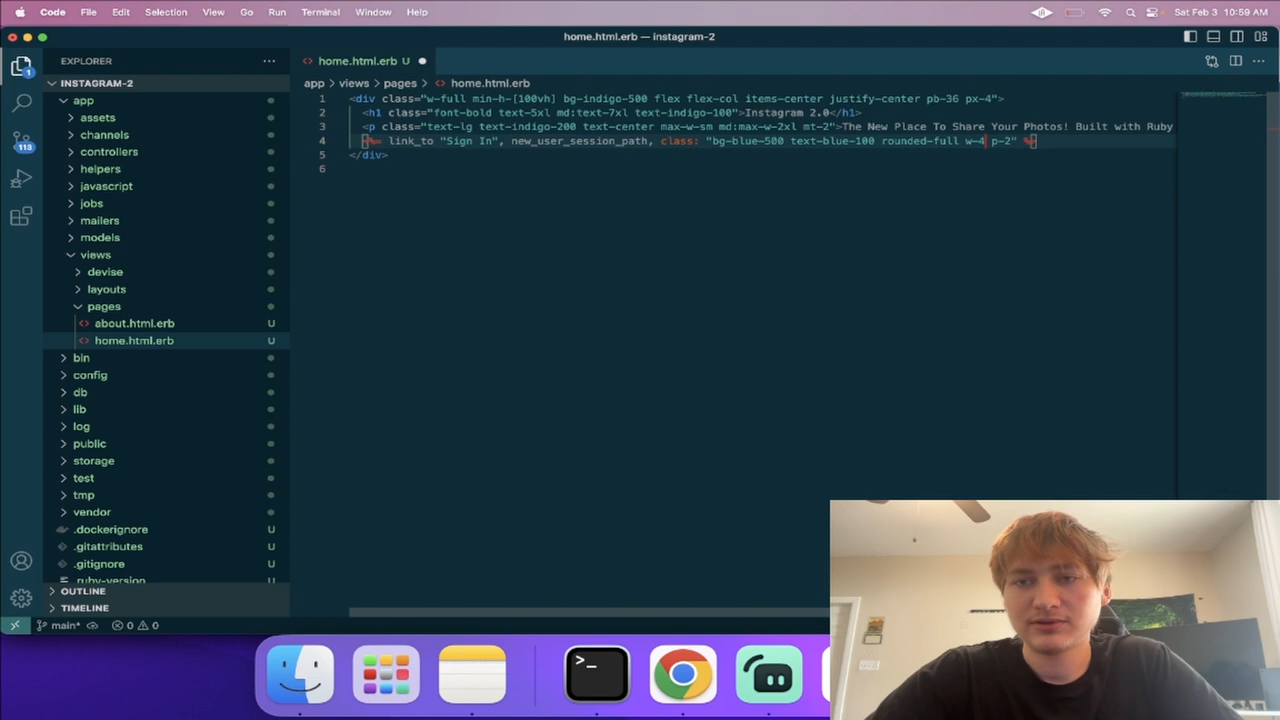 Code File Edit Selection View Go Run Terminal Window Help Sat Feb 3 10:59 AM
home.html.erb — instagram-2
EXPLORER
home.html.erb U
INSTAGRAM-2
app > views > pages > home.html.erb
app
assets
channels
controllers
helpers
javascript
jobs
mailers
models
views
devise
layouts
pages
about.html.erb U
home.html.erb U
bin
config
db
lib
log
public
storage
test
tmp
vendor
.dockerignore U
.gitattributes U
.gitignore U
.ruby-version U
OUTLINE
TIMELINE
1
113
1 <div class="w-full min-h-[100vh] bg-indigo-500 flex flex-col items-center justify-center pb-36 px-4">
2 <h1 class="font-bold text-5xl md:text-7xl text-indigo-100">Instagram 2.0</h1>
3 <p class="text-lg text-indigo-200 text-center max-w-sm md:max-w-2xl mt-2">The New Place To Share Your Photos! Built with Ruby
4 <%= link_to "Sign In", new_user_session_path, class: "bg-blue-500 text-blue-100 rounded-full w-4 p-2" %>
5 </div>
6
main* 0 0